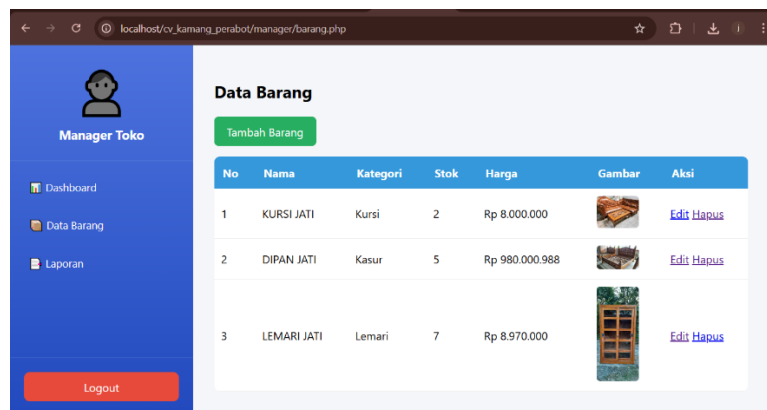 localhost/cv_kamang_perabot/manager/barang.php
Manager Toko
Dashboard
Data Barang
Laporan
Logout
Data Barang
Tambah Barang
No Nama Kategori Stok Harga Gambar Aksi
1 KURSI JATI Kursi 2 Rp 8.000.000 Edit Hapus
2 DIPAN JATI Kasur 5 Rp 980.000.988 Edit Hapus
3 LEMARI JATI Lemari 7 Rp 8.970.000 Edit Hapus